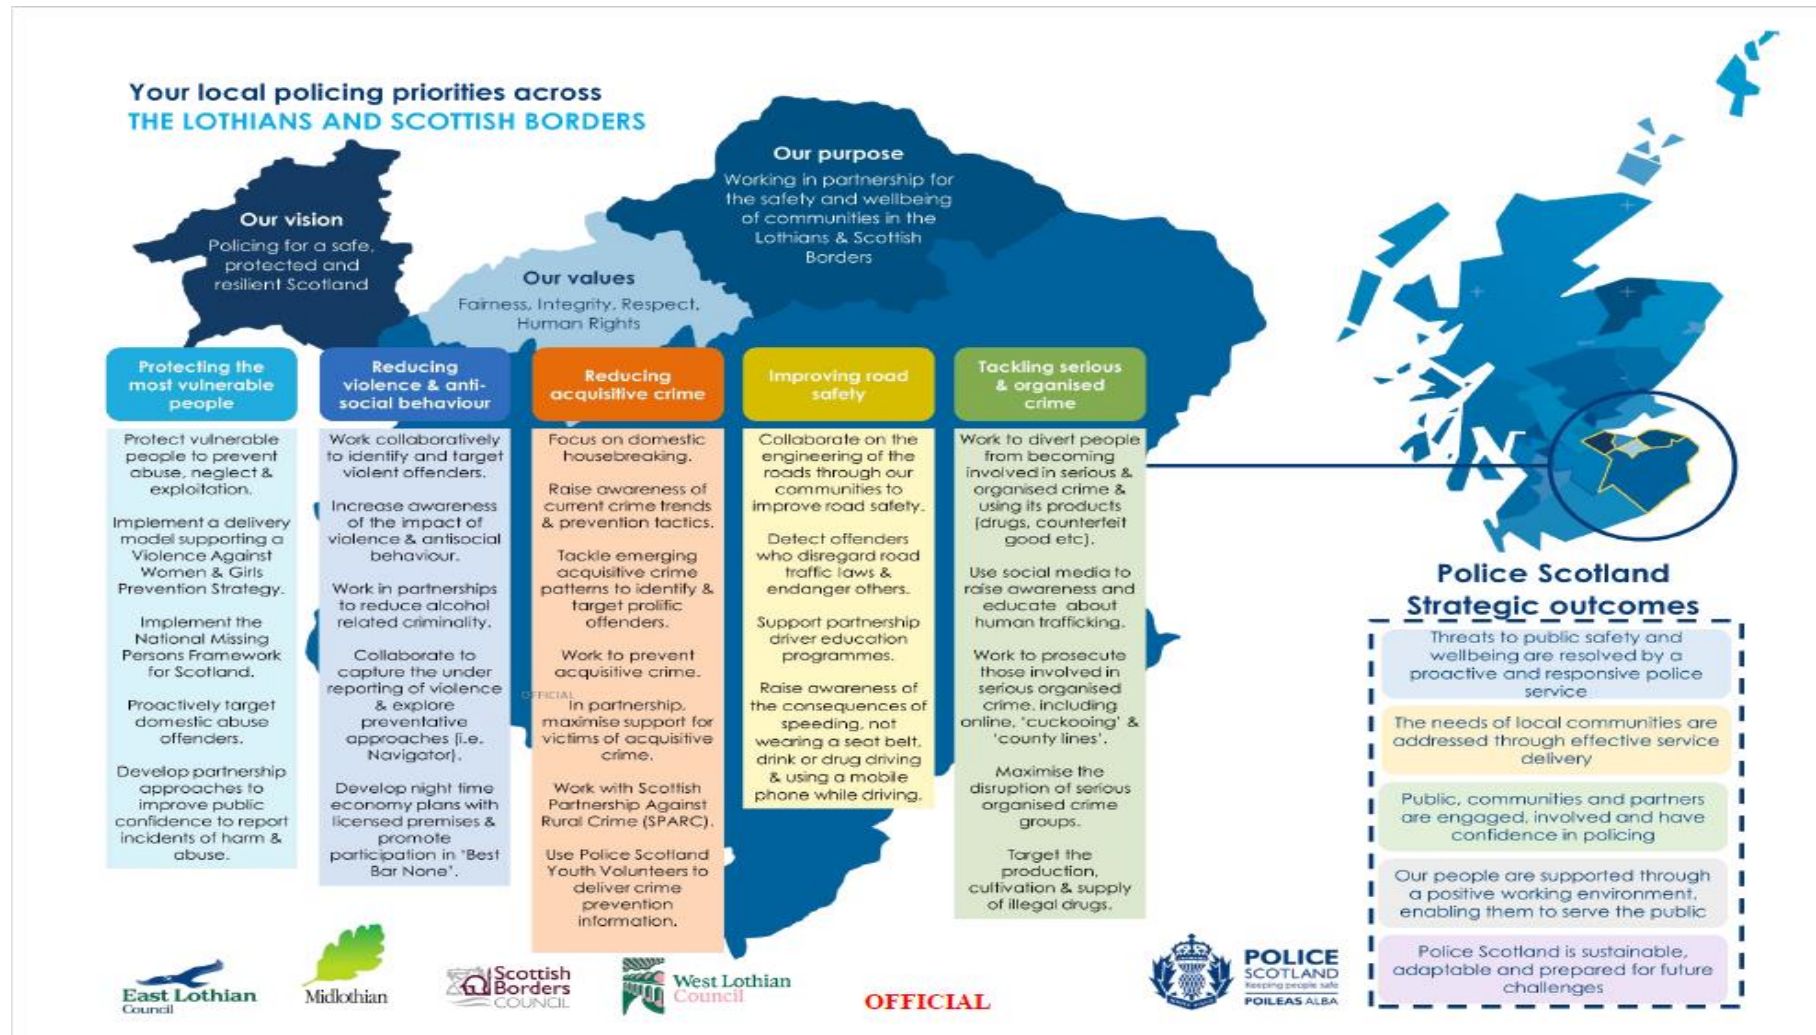 Your local policing priorities across
THE LOTHIANS AND SCOTTISH BORDERS
Our vision
Policing for a safe,
protected and
resilient Scotland
Our values
Fairness, Integrity, Respect,
Human Rights
Our purpose
Working in partnership for
the safety and wellbeing
of communities in the
Lothians & Scottish
Borders
Protecting the
most vulnerable
people
Protect vulnerable
people to prevent
abuse, neglect &
exploitation.
Implement a delivery
model supporting a
Violence Against
Women & Girls
Prevention Strategy.
Implement the
National Missing
Persons Framework
for Scotland.
Proactively target
domestic abuse
offenders.
Develop partnership
approaches to
improve public
confidence to report
incidents of harm &
abuse.
Reducing
violence & anti-
social behaviour
Work collaboratively
to identify and target
violent offenders.
Increase awareness
of the impact of
violence & antisocial
behaviour.
Work in partnerships
to reduce alcohol
related criminality.
Collaborate to
capture the under
reporting of violence
& explore
preventative
approaches (i.e.
Navigator).
Develop night time
economy plans with
licensed premises &
promote
participation in 'Best
Bar None'.
Reducing
acquisitive crime
Focus on domestic
housebreaking.
Raise awareness of
current crime trends
& prevention tactics.
Tackle emerging
acquisitive crime
patterns to identify &
target prolific
offenders.
Work to prevent
acquisitive crime.
OFFICIAL
In partnership,
maximise support for
victims of acquisitive
crime.
Work with Scottish
Partnership Against
Rural Crime (SPARC).
Use Police Scotland
Youth Volunteers to
deliver crime
prevention
information.
Improving road
safety
Collaborate on the
engineering of the
roads through our
communities to
improve road safety.
Detect offenders
who disregard road
traffic laws &
endanger others.
Support partnership
driver education
programmes.
Raise awareness of
the consequences of
speeding, not
wearing a seat belt,
drink or drug driving
& using a mobile
phone while driving.
Tackling serious
& organised
crime
Work to divert people
from becoming
involved in serious &
organised crime &
using its products
(drugs, counterfeit
good etc).
Use social media to
raise awareness and
educate about
human trafficking.
Work to prosecute
those involved in
serious organised
crime, including
online, 'cuckooing' &
'county lines'.
Maximise the
disruption of serious
organised crime
groups.
Target the
production,
cultivation & supply
of illegal drugs.
Police Scotland
Strategic outcomes
Threats to public safety and
wellbeing are resolved by a
proactive and responsive police
service
The needs of local communities are
addressed through effective service
delivery
Public, communities and partners
are engaged, involved and have
confidence in policing
Our people are supported through
a positive working environment,
enabling them to serve the public
Police Scotland is sustainable,
adaptable and prepared for future
challenges
East Lothian
Council
Midlothian
Scottish
Borders
COUNCIL
West Lothian
Council
OFFICIAL
POLICE
SCOTLAND
Keeping people safe
POILEAS ALBA